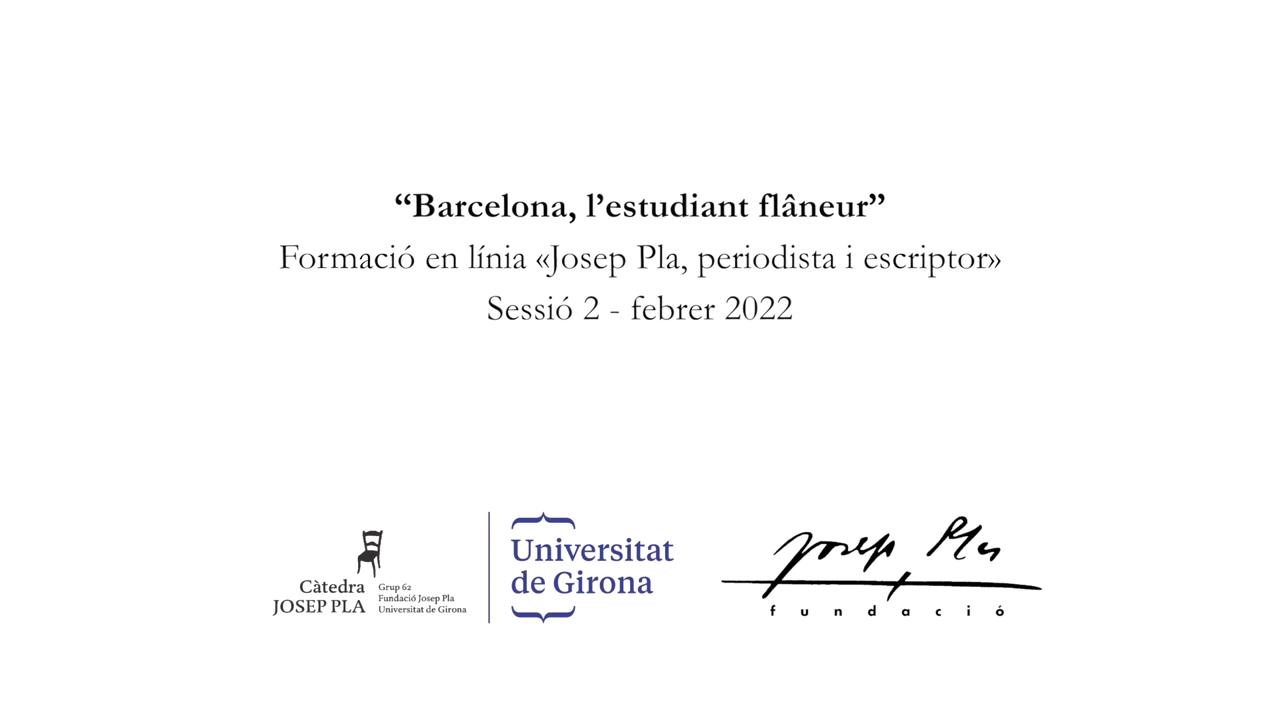 “Barcelona, l’estudiant flâneur”
Formació en línia «Josep Pla, periodista i escriptor»
Sessió 2 - febrer 2022
Càtedra
JOSEP PLA
Grup 62
Fundació Josep Pla
Universitat de Girona
Universitat
de Girona
Josep Pla
fundació